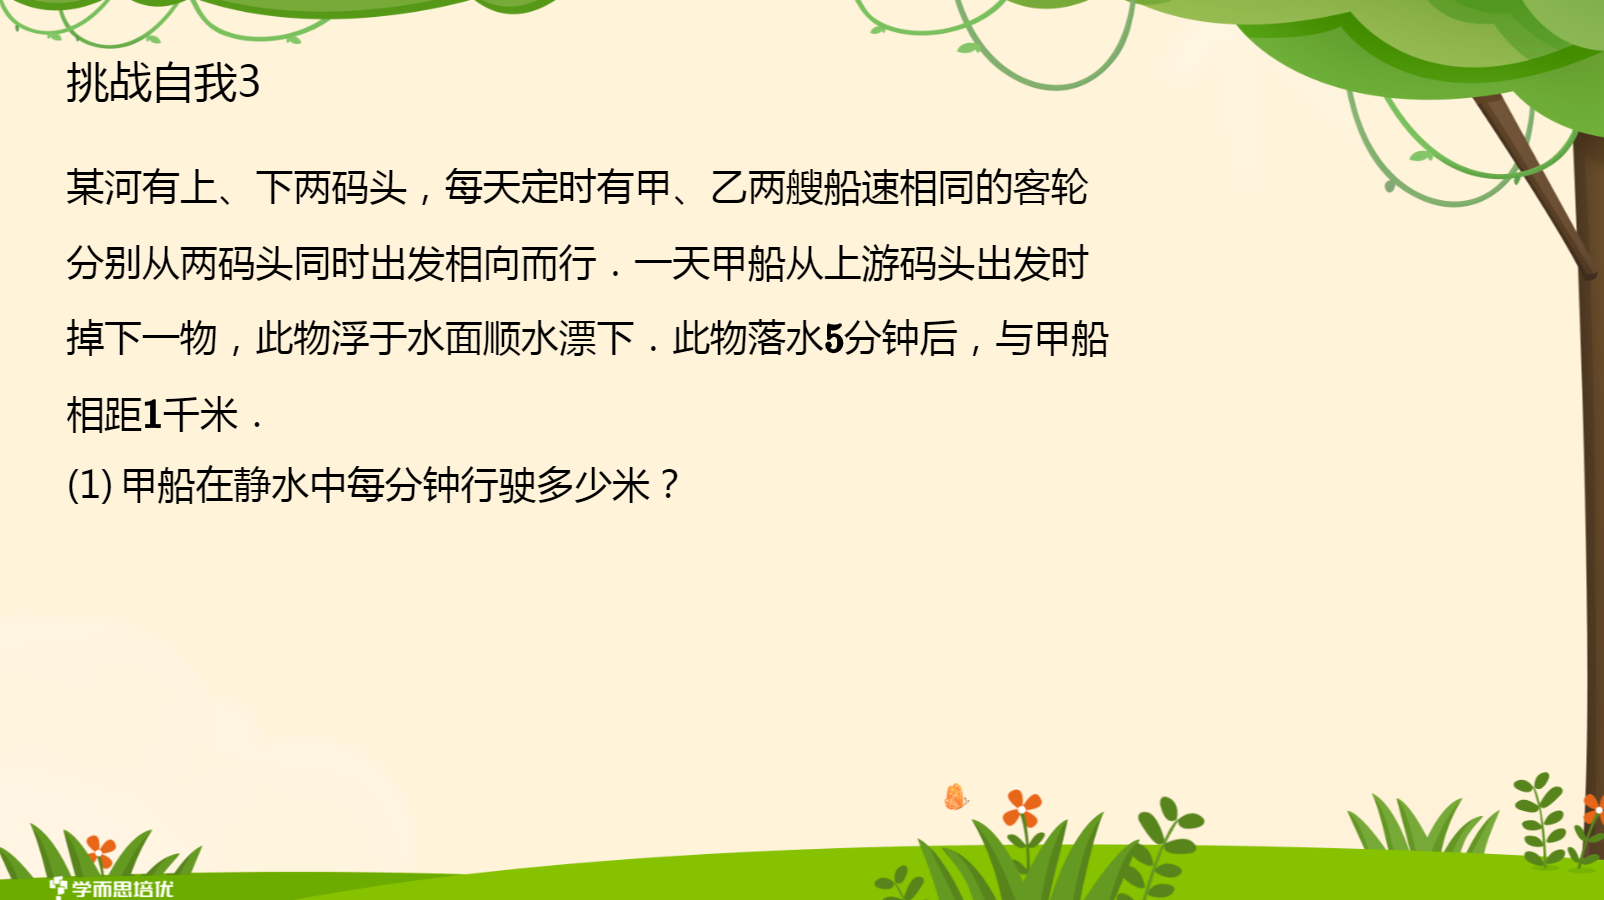 挑战自我3
某河有上、下两码头，每天定时有甲、乙两艘船速相同的客轮
分别从两码头同时出发相向而行．一天甲船从上游码头出发时
掉下一物，此物浮于水面顺水漂下．此物落水5分钟后，与甲船
相距1千米．
(1)甲船在静水中每分钟行驶多少米？
学而思培优